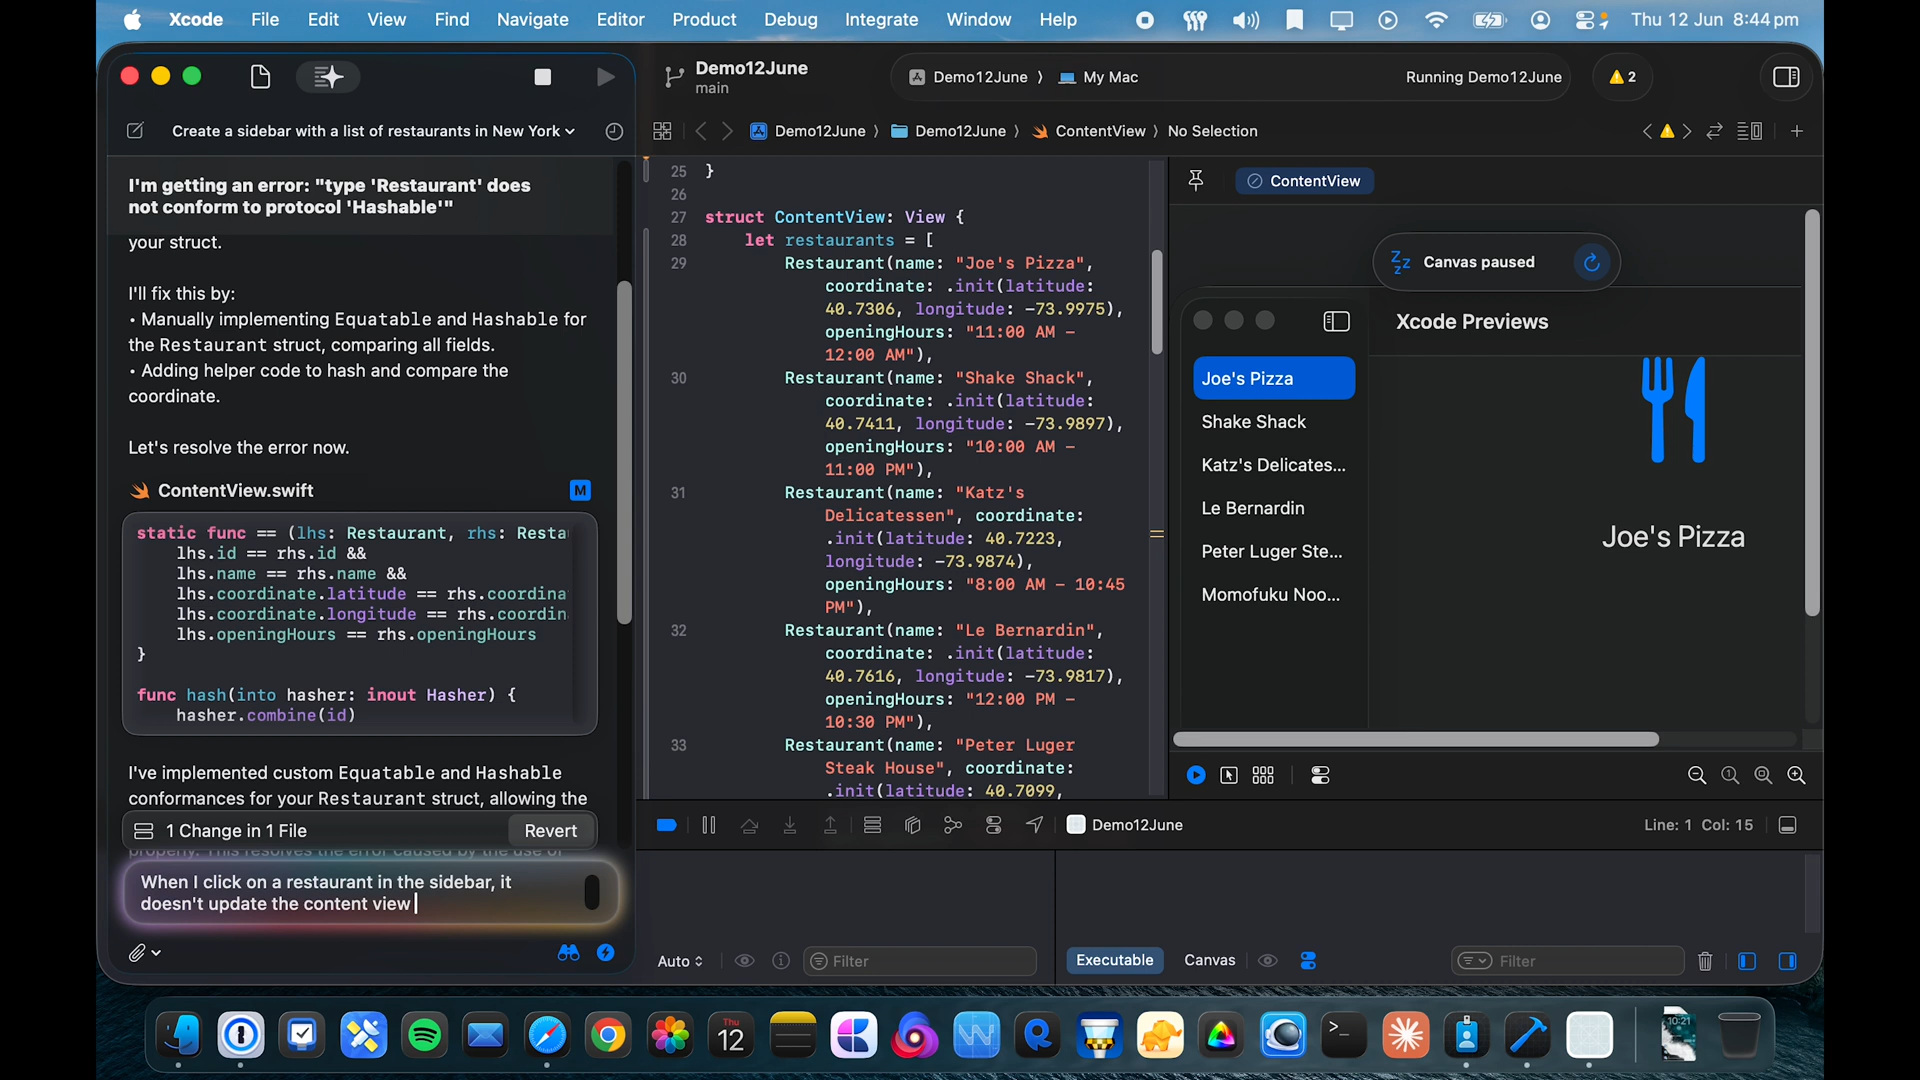 Xcode File Edit View Find Navigate Editor Product Debug Integrate Window Help Thu 12 Jun 8:44 pm
Demo12June
main
Demo12June 〉 My Mac
Running Demo12June
2
Create a sidebar with a list of restaurants in New York
Demo12June 〉 Demo12June 〉 ContentView 〉 No Selection
I'm getting an error: "type 'Restaurant' does
not conform to protocol 'Hashable'"
your struct.
I'll fix this by:
• Manually implementing Equatable and Hashable for
the Restaurant struct, comparing all fields.
• Adding helper code to hash and compare the
coordinate.
Let's resolve the error now.
ContentView.swift
M
static func == (lhs: Restaurant, rhs: Resta
lhs.id == rhs.id &&
lhs.name == rhs.name &&
lhs.coordinate.latitude == rhs.coordina
lhs.coordinate.longitude == rhs.coordin
lhs.openingHours == rhs.openingHours
}
func hash(into hasher: inout Hasher) {
hasher.combine(id)
I've implemented custom Equatable and Hashable
conformances for your Restaurant struct, allowing the
1 Change in 1 File
Revert
properly. This resolves the error caused by the use of
When I click on a restaurant in the sidebar, it
doesn't update the content view
25 }
26
27 struct ContentView: View {
28 let restaurants = [
29 Restaurant(name: "Joe's Pizza",
coordinate: .init(latitude:
40.7306, longitude: -73.9975),
openingHours: "11:00 AM –
12:00 AM"),
30 Restaurant(name: "Shake Shack",
coordinate: .init(latitude:
40.7411, longitude: -73.9897),
openingHours: "10:00 AM –
11:00 PM"),
31 Restaurant(name: "Katz's
Delicatessen", coordinate:
.init(latitude: 40.7223,
longitude: -73.9874),
openingHours: "8:00 AM – 10:45
PM"),
32 Restaurant(name: "Le Bernardin",
coordinate: .init(latitude:
40.7616, longitude: -73.9817),
openingHours: "12:00 PM –
10:30 PM"),
33 Restaurant(name: "Peter Luger
Steak House", coordinate:
.init(latitude: 40.7099,
ContentView
Canvas paused
Xcode Previews
Joe's Pizza
Shake Shack
Katz's Delicates...
Le Bernardin
Peter Luger Ste...
Momofuku Noo...
Joe's Pizza
Demo12June
Line: 1 Col: 15
Auto
Filter
Executable
Canvas
Filter
Thu
12
10:21